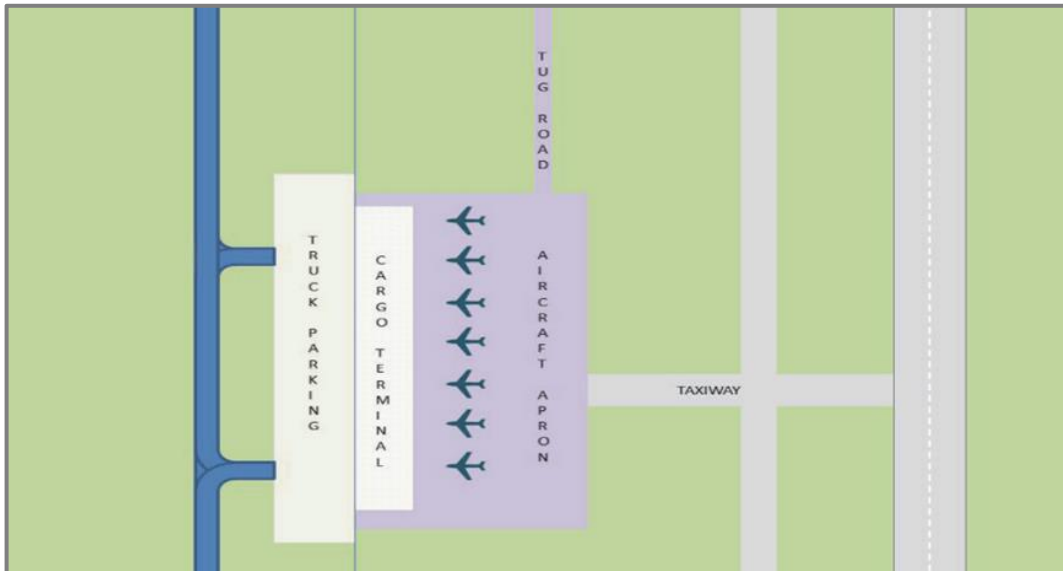 TUG ROAD
TRUCK PARKING
CARGO TERMINAL
AIRCRAFT APRON
TAXIWAY